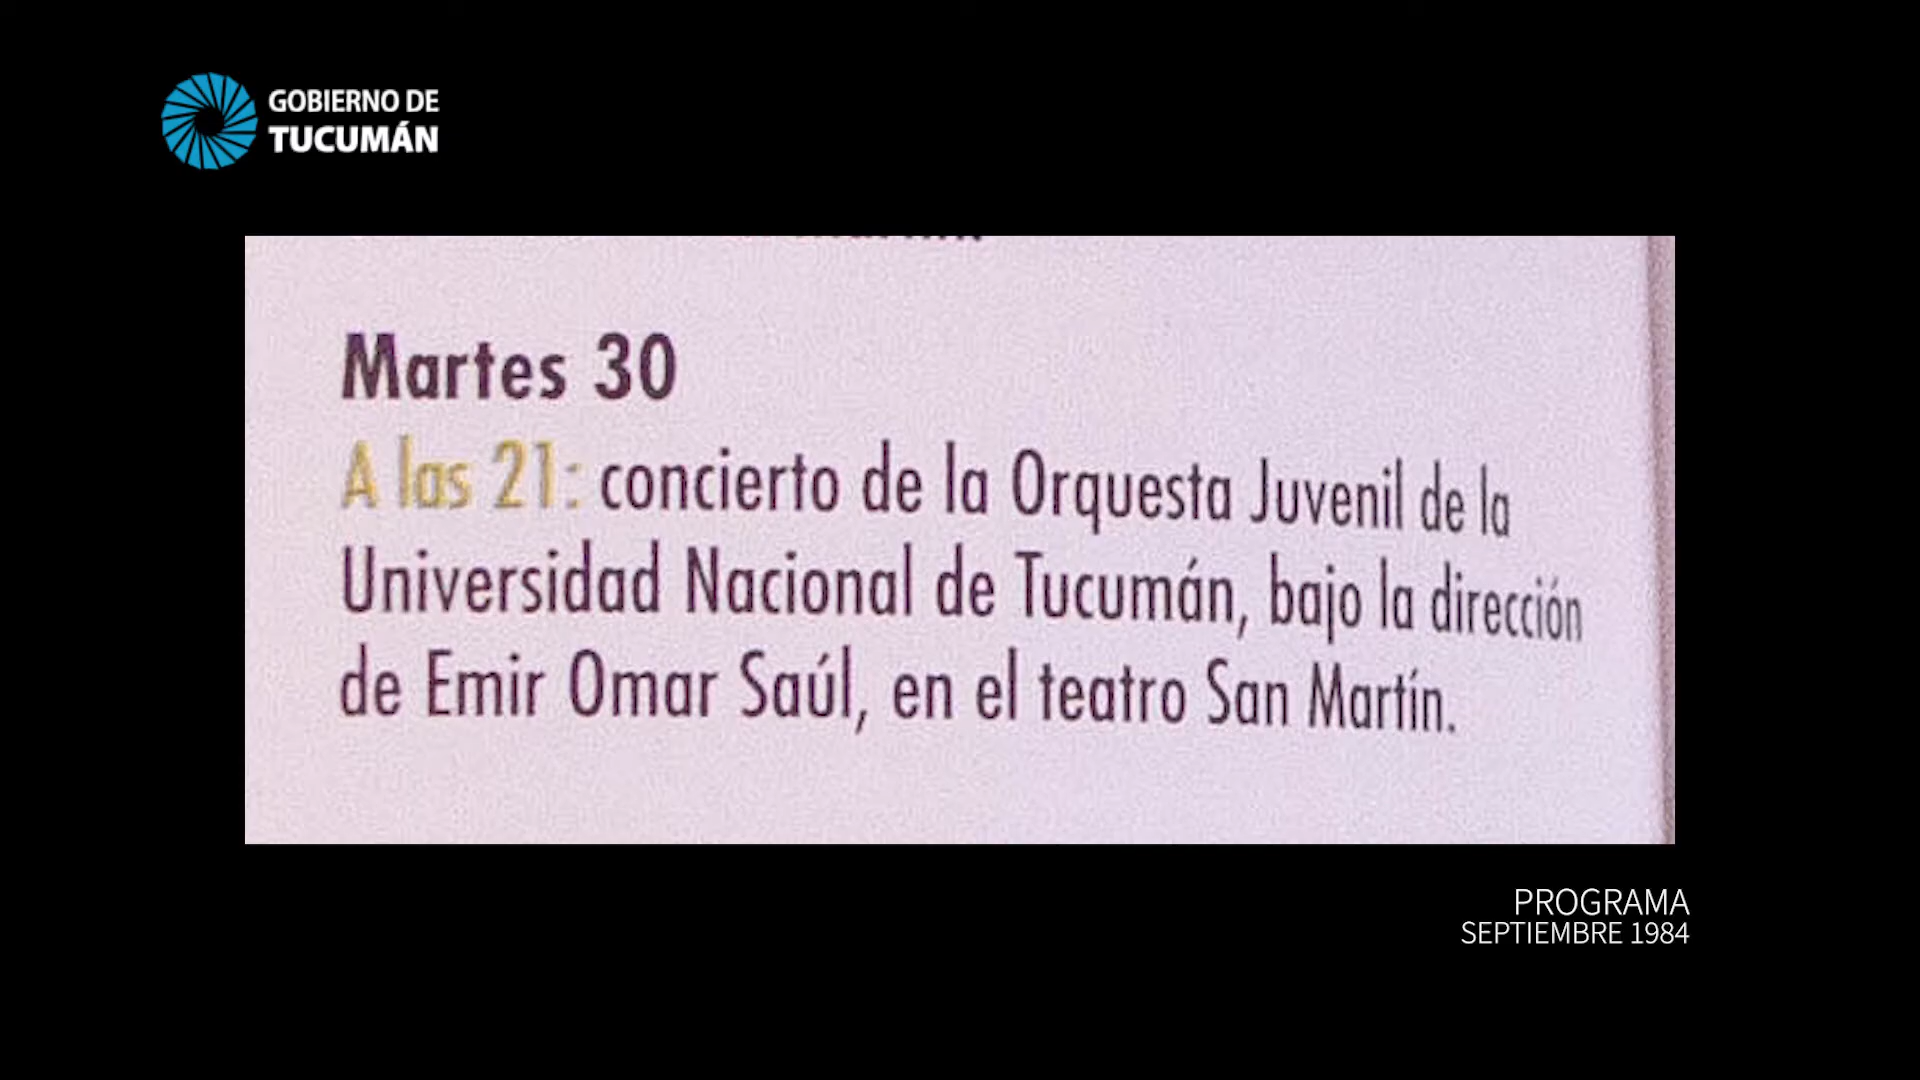 GOBIERNO DE
TUCUMÁN
Martes 30
A las 21: concierto de la Orquesta Juvenil de la
Universidad Nacional de Tucumán, bajo la dirección
de Emir Omar Saúl, en el teatro San Martín.
PROGRAMA
SEPTIEMBRE 1984